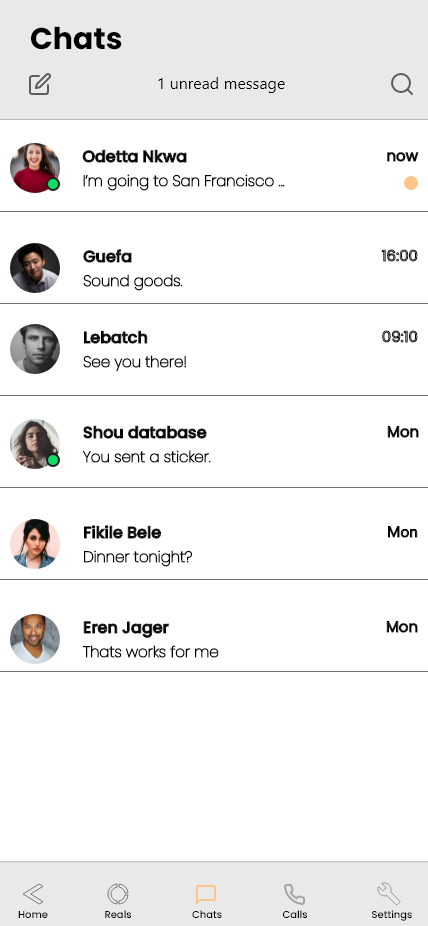 Chats
1 unread message
Odetta Nkwa now
I'm going to San Francisco ...
Guefa 16:00
Sound goods.
Lebatch 09:10
See you there!
Shou database Mon
You sent a sticker.
Fikile Bele Mon
Dinner tonight?
Eren Jager Mon
Thats works for me
Home Reals Chats Calls Settings